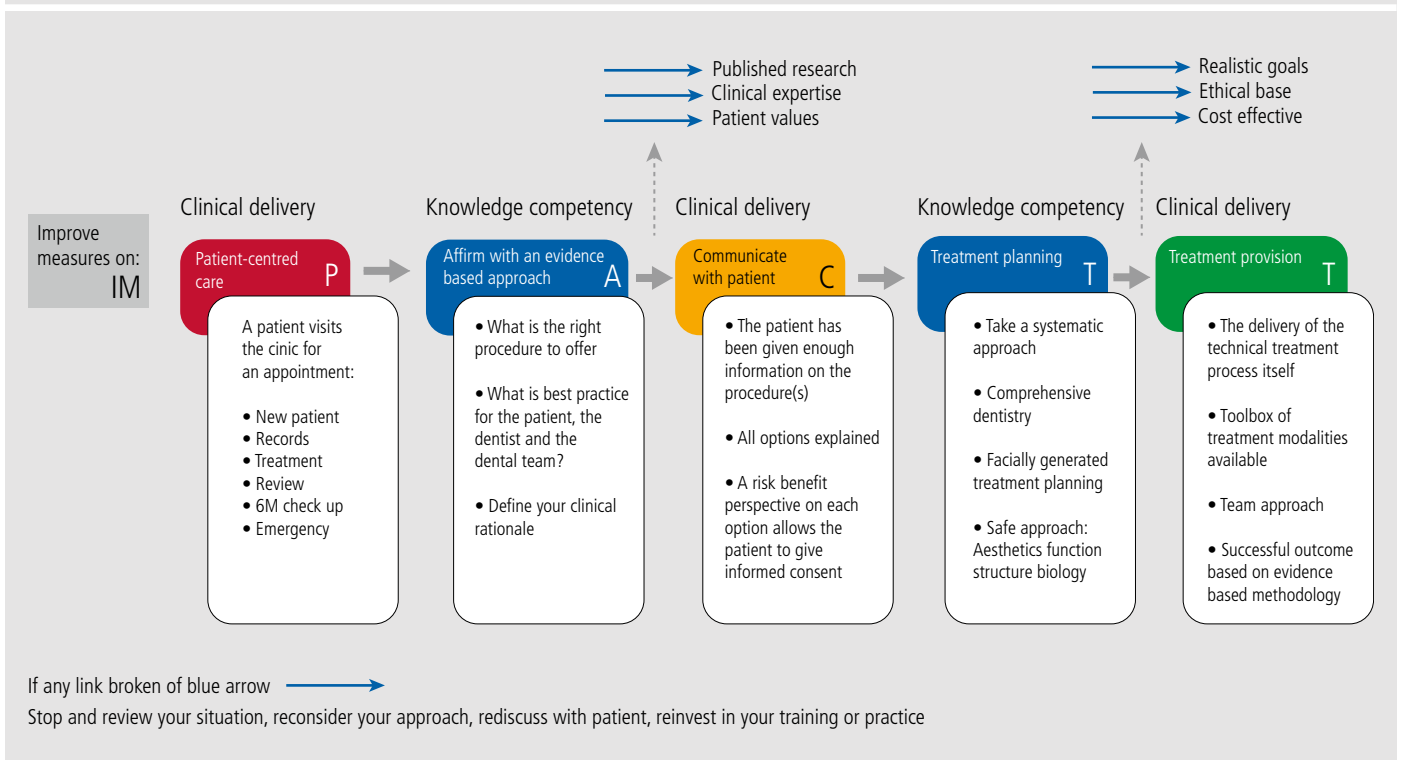 Published research
Clinical expertise
Patient values
Realistic goals
Ethical base
Cost effective
Improve
measures on:
IM
Clinical delivery
Patient-centred
care
P
A patient visits
the cinic for
an appointment:
• New patient
• Records
• Treatment
• Review
• 6M check up
• Emergency
Knowledge competency
Affirm with an evidence
based approach
A
• What is the right
procedure to offer
• What is best practice
for the patient, the
dentist and the
dental team?
• Define your clinical
rationale
Clinical delivery
Communicate
with patient
C
• The patient has
been given enough
information on the
procedure(s)
• All options explained
• A risk benefit
perspective on each
option allows the
patient to give
informed consent
Knowledge competency
Treatment planning
T
• Take a systematic
approach
• Comprehensive
dentistry
• Facially generated
treatment planning
• Safe approach:
Aesthetics function
structure biology
Clinical delivery
Treatment provision
T
• The delivery of the
technical treatment
process itself
• Toolbox of
treatment modalities
available
• Team approach
• Successful outcome
based on evidence
based methodology
If any link broken of blue arrow
Stop and review your situation, reconsider your approach, rediscuss with patient, reinvest in your training or practice